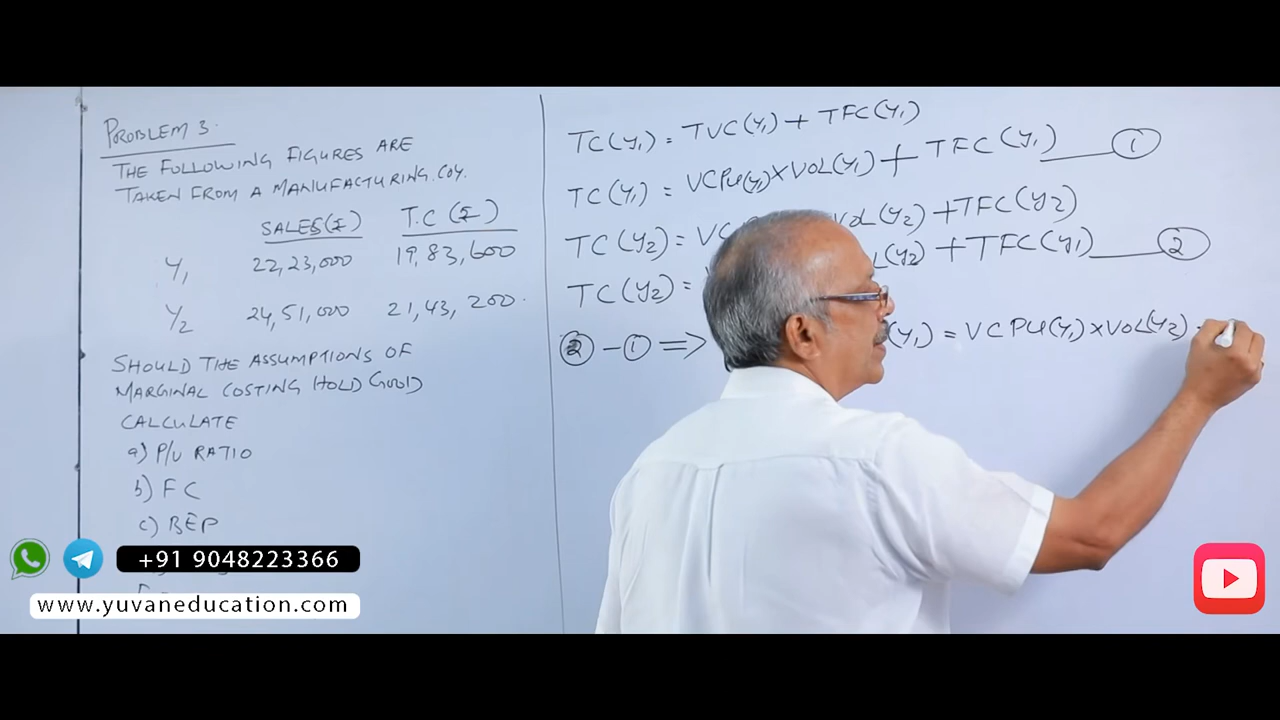 PROBLEM 3.
THE FOLLOWING FIGURES ARE
TAKEN FROM A MANUFACTURING COY.
SALES(₹) T.C (₹)
Y1 22,23,000 19,83,600
Y2 24,51,000 21,43,200.
SHOULD THE ASSUMPTIONS OF
MARGINAL COSTING HOLD GOOD
CALCULATE
a) P/V RATIO
b) FC
c) BEP
+91 9048223366
www.yuvaneducation.com
TC(Y1) = TVC(Y1) + TFC(Y1)
TC(Y1) = VCPU(Y1) X VOL(Y1) + TFC(Y1) ①
TC(Y2) = VC VOL(Y2) + TFC(Y2)
TC(Y2) = (Y2) + TFC(Y1) ②
② - ① ⇒ (Y1) = VCPU(Y1) X VOL(Y2) -